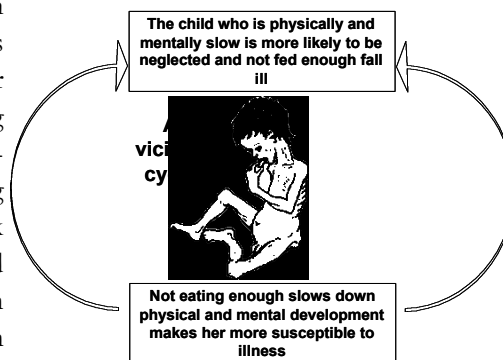 The child who is physically and
mentally slow is more likely to be
neglected and not fed enough fall
ill
Not eating enough slows down
physical and mental development
makes her more susceptible to
illness